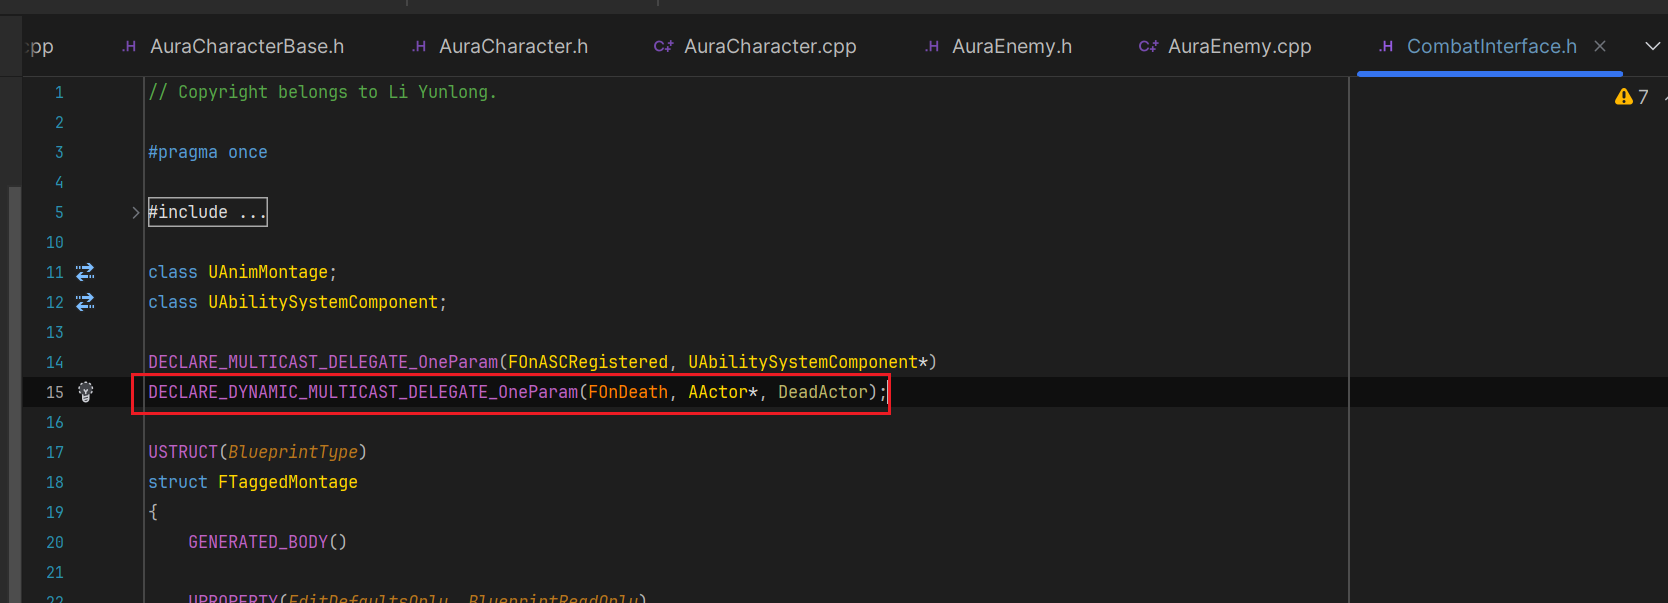 pp .H AuraCharacterBase.h .H AuraCharacter.h C++ AuraCharacter.cpp .H AuraEnemy.h C++ AuraEnemy.cpp .H CombatInterface.h
7
1 // Copyright belongs to Li Yunlong.
2
3 #pragma once
4
5 #include ...
10
11 class UAnimMontage;
12 class UAbilitySystemComponent;
13
14 DECLARE_MULTICAST_DELEGATE_OneParam(FOnASCRegistered, UAbilitySystemComponent*)
15 DECLARE_DYNAMIC_MULTICAST_DELEGATE_OneParam(FOnDeath, AActor*, DeadActor);
16
17 USTRUCT(BlueprintType)
18 struct FTaggedMontage
19 {
20 GENERATED_BODY()
21
22 UPROPERTY(EditDefaultsOnly, BlueprintReadOnly)